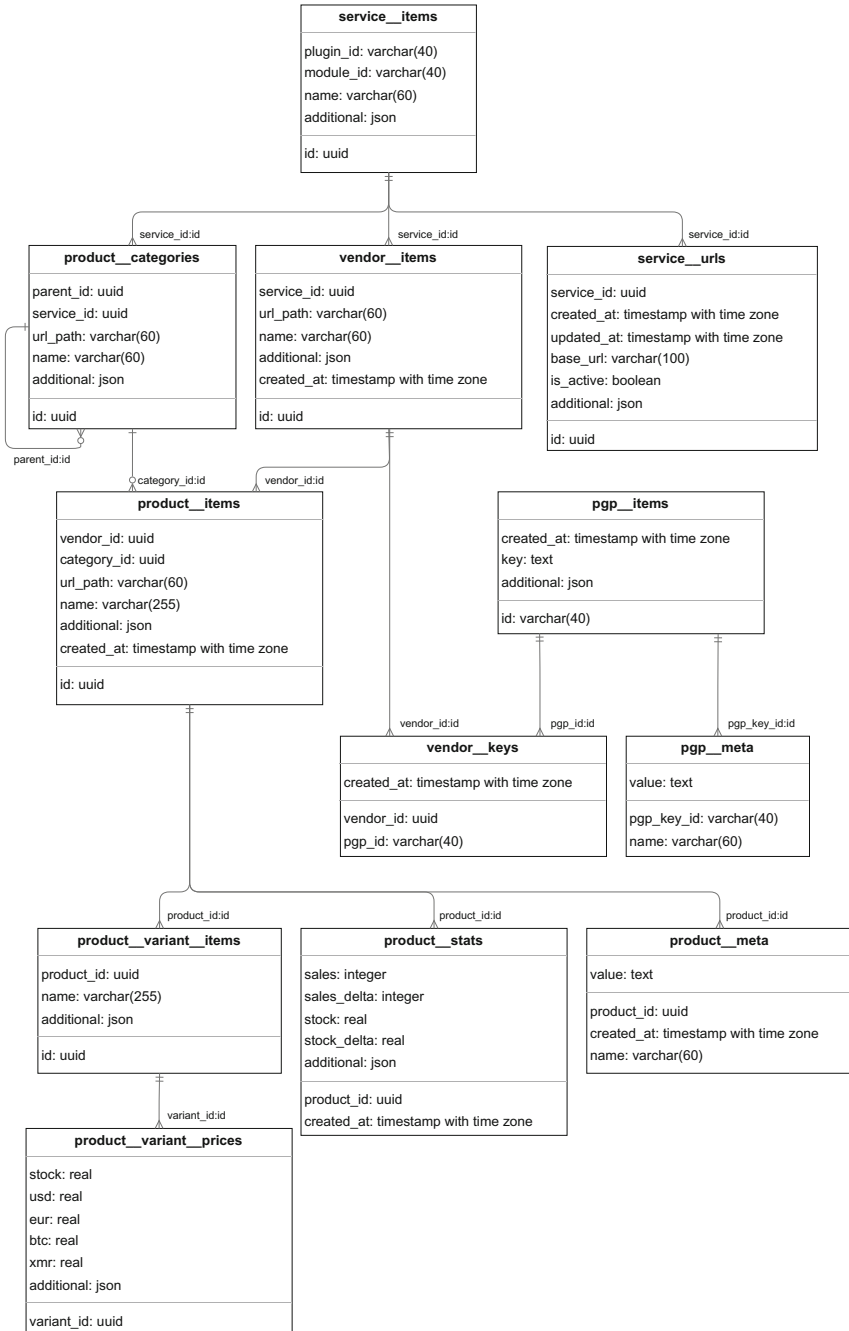 service__items
plugin_id: varchar(40)
module_id: varchar(40)
name: varchar(60)
additional: json
id: uuid
service_id:id
service_id:id
service_id:id
product__categories
parent_id: uuid
service_id: uuid
url_path: varchar(60)
name: varchar(60)
additional: json
id: uuid
parent_id:id
vendor__items
service_id: uuid
url_path: varchar(60)
name: varchar(60)
additional: json
created_at: timestamp with time zone
id: uuid
service__urls
service_id: uuid
created_at: timestamp with time zone
updated_at: timestamp with time zone
base_url: varchar(100)
is_active: boolean
additional: json
id: uuid
category_id:id
vendor_id:id
product__items
vendor_id: uuid
category_id: uuid
url_path: varchar(60)
name: varchar(255)
additional: json
created_at: timestamp with time zone
id: uuid
pgp__items
created_at: timestamp with time zone
key: text
additional: json
id: varchar(40)
vendor_id:id
pgp_id:id
pgp_key_id:id
vendor__keys
created_at: timestamp with time zone
vendor_id: uuid
pgp_id: varchar(40)
pgp__meta
value: text
pgp_key_id: varchar(40)
name: varchar(60)
product_id:id
product_id:id
product_id:id
product__variant__items
product_id: uuid
name: varchar(255)
additional: json
id: uuid
product__stats
sales: integer
sales_delta: integer
stock: real
stock_delta: real
additional: json
product_id: uuid
created_at: timestamp with time zone
product__meta
value: text
product_id: uuid
created_at: timestamp with time zone
name: varchar(60)
variant_id:id
product__variant__prices
stock: real
usd: real
eur: real
btc: real
xmr: real
additional: json
variant_id: uuid